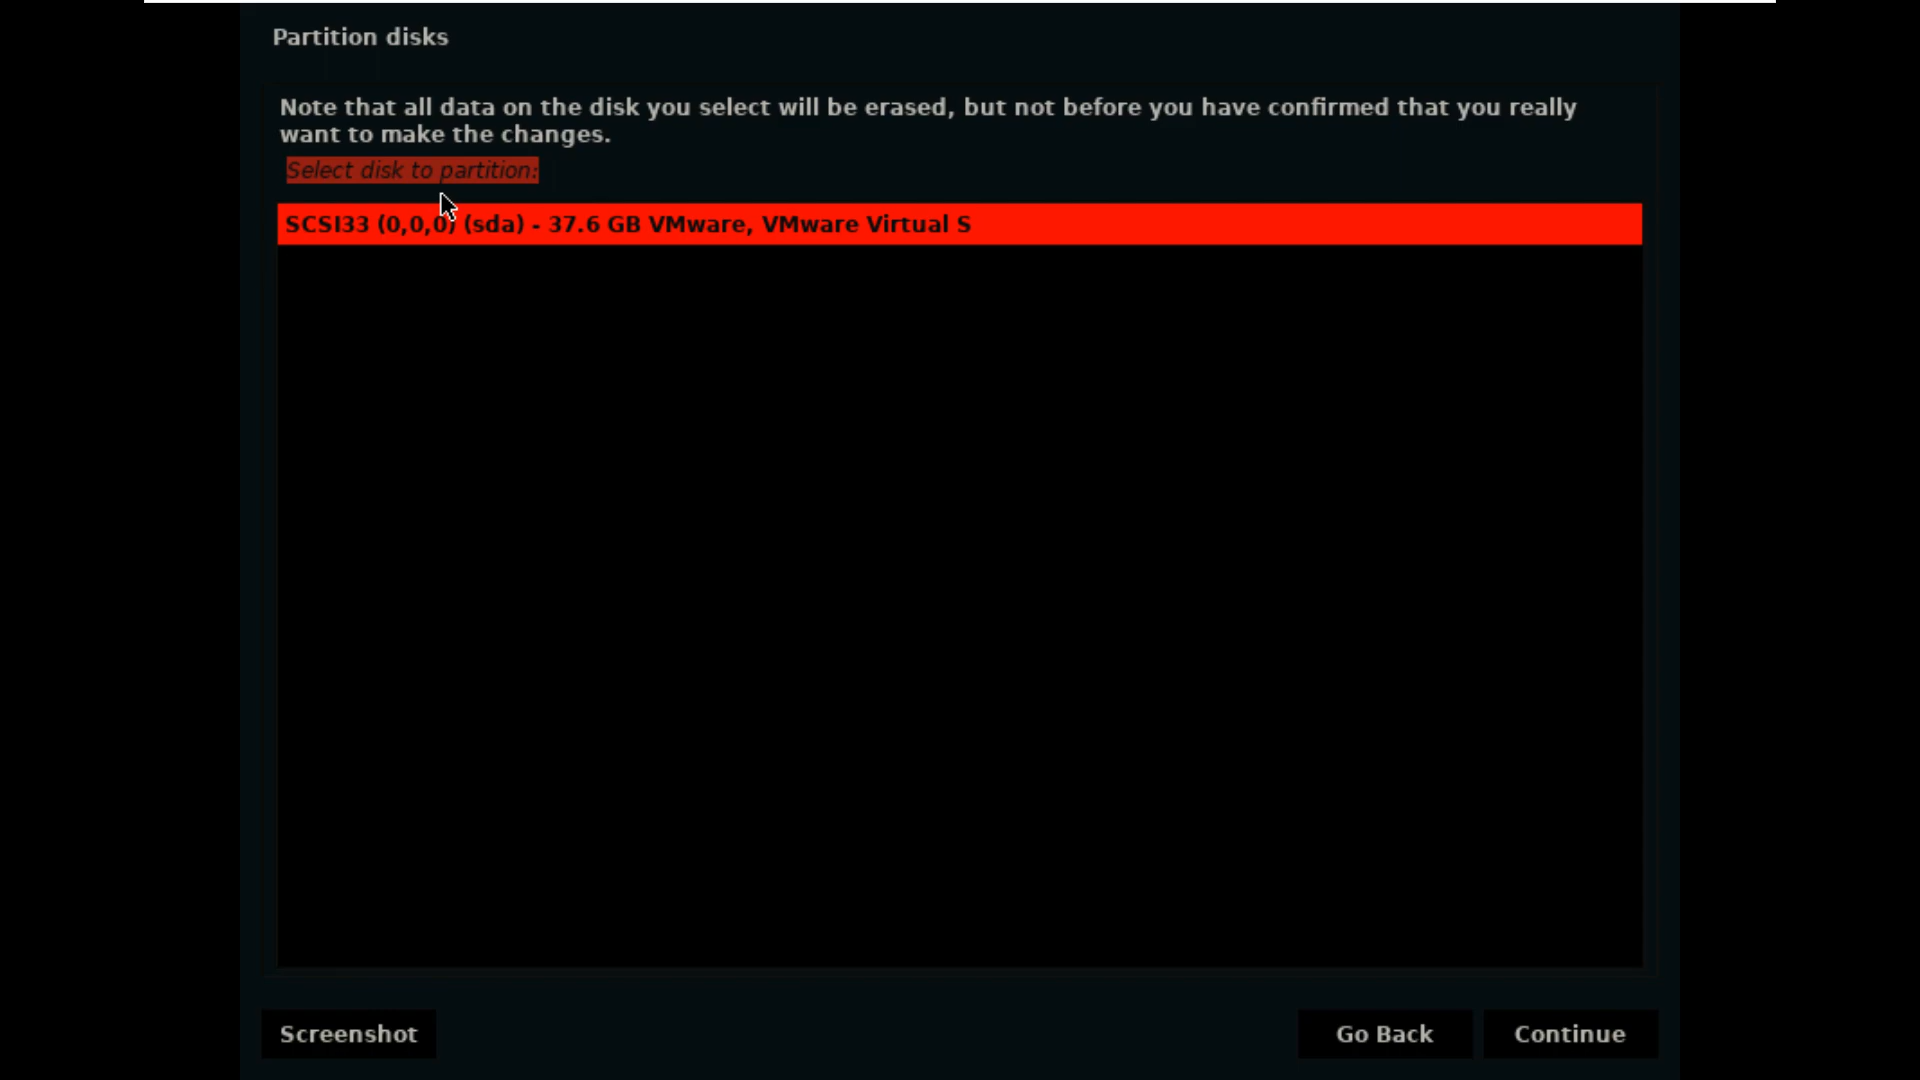 Partition disks
Note that all data on the disk you select will be erased, but not before you have confirmed that you really
want to make the changes.
Select disk to partition:
SCSI33 (0,0,0) (sda) - 37.6 GB VMware, VMware Virtual S
Screenshot
Go Back
Continue